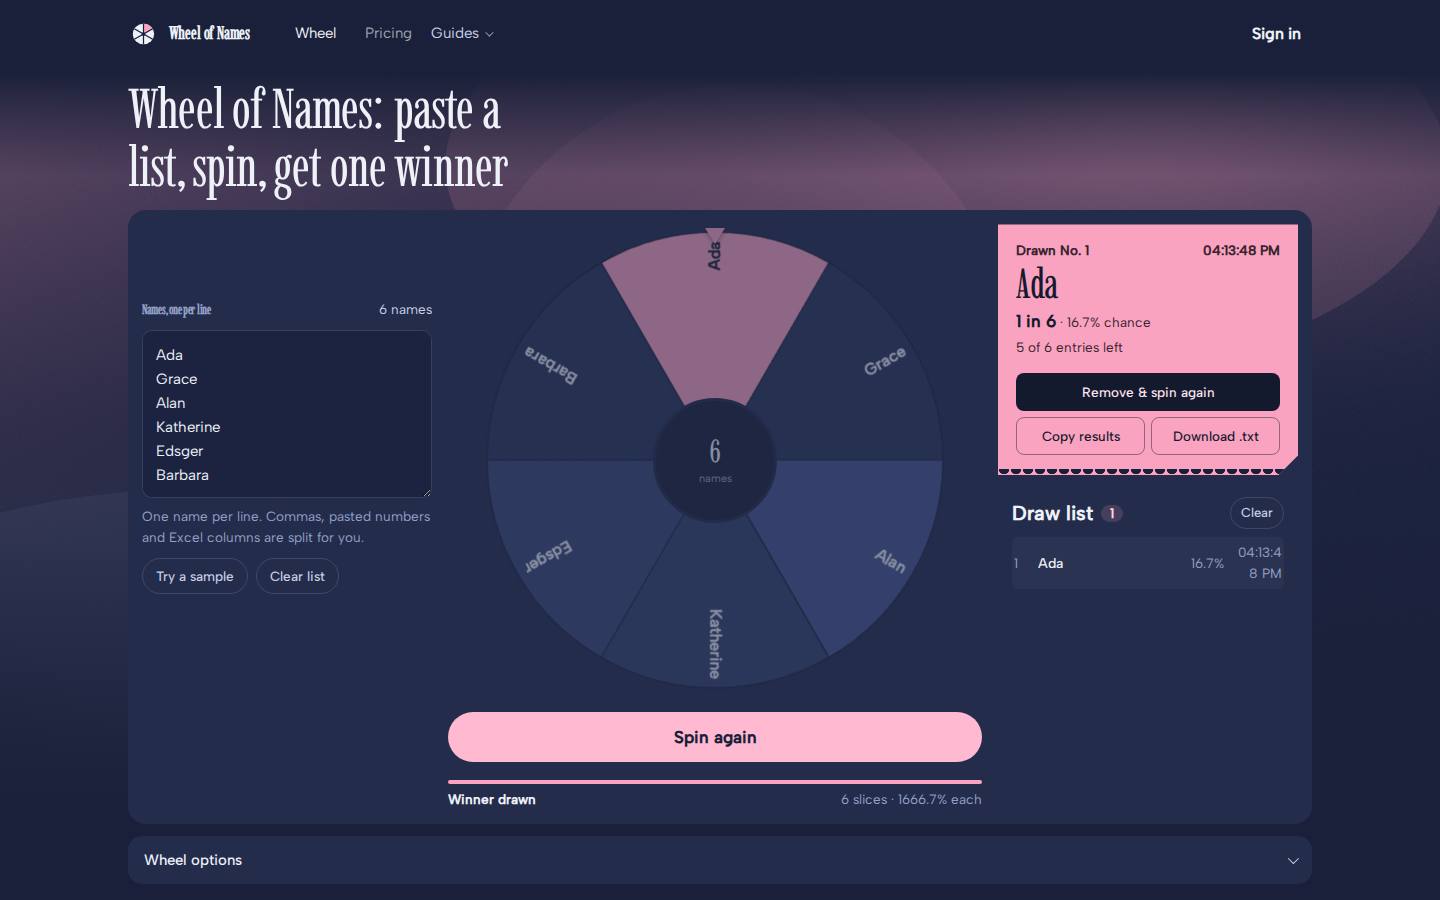 Wheel of Names
Wheel
Pricing
Guides
Sign in
Wheel of Names: paste a
list, spin, get one winner
Names, one per line
6 names
Ada
Grace
Alan
Katherine
Edsger
Barbara
One name per line. Commas, pasted numbers
and Excel columns are split for you.
Try a sample
Clear list
Ada
Grace
Alan
Katherine
Edsger
Barbara
6
names
Spin again
Winner drawn
6 slices · 1666.7% each
Drawn No. 1
04:13:48 PM
Ada
1 in 6 · 16.7% chance
5 of 6 entries left
Remove & spin again
Copy results
Download .txt
Draw list
1
Clear
1
Ada
16.7%
04:13:4
8 PM
Wheel options